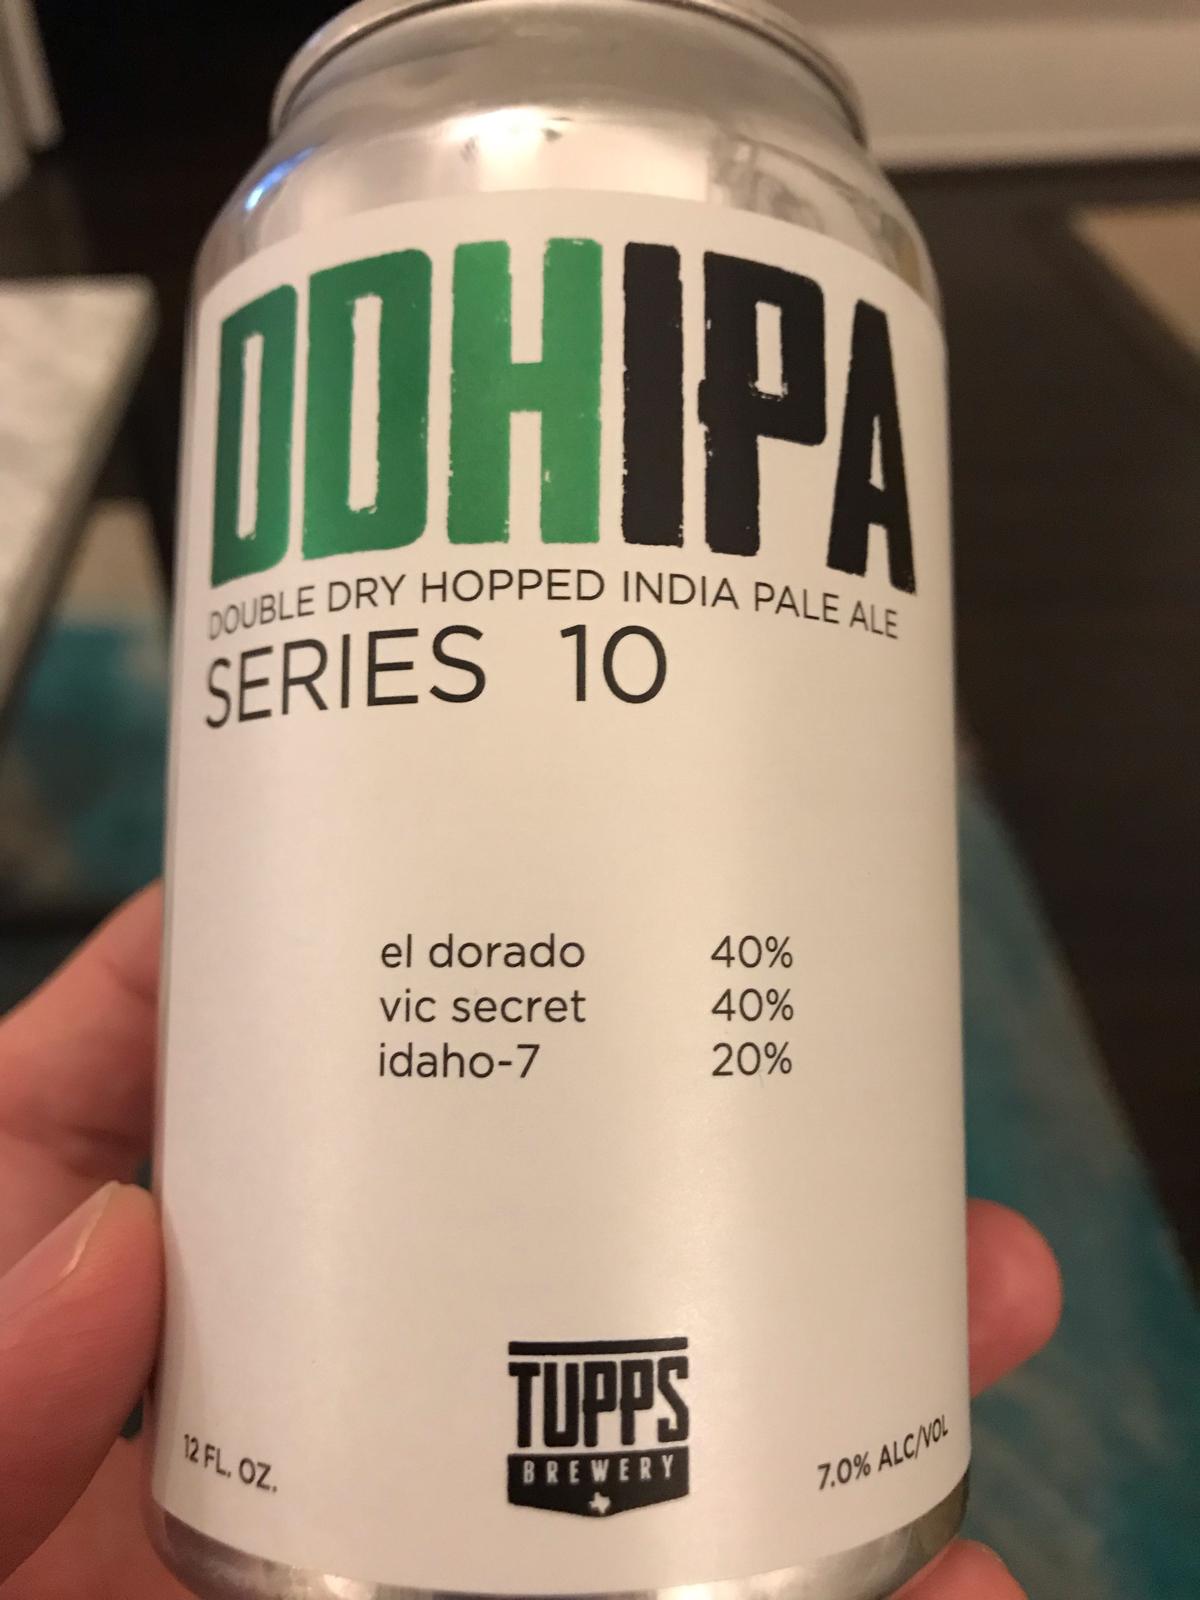 DDHIPA
DOUBLE DRY HOPPED INDIA PALE ALE
SERIES 10
el dorado 40%
vic secret 40%
idaho-7 20%
TUPPS
BREWERY
12 FL. OZ.
7.0% ALC/VOL